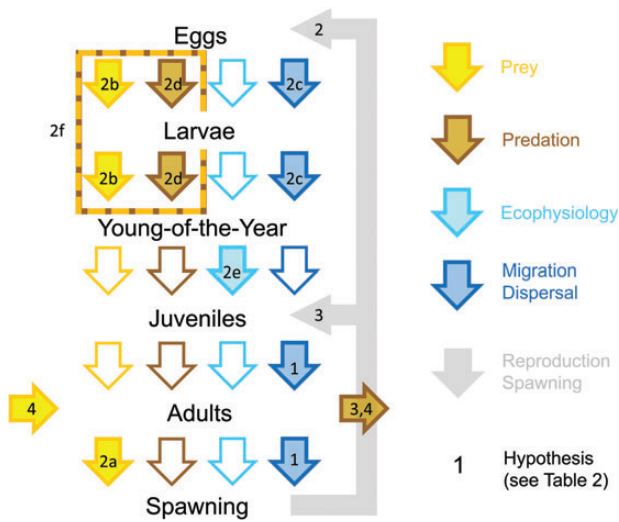 Eggs
2
2b 2d 2c
2f
Larvae
2b 2d 2c
Young-of-the-Year
2e
Juveniles
3
1
4
Adults
3,4
2a 1
Spawning
Prey
Predation
Ecophysiology
Migration
Dispersal
Reproduction
Spawning
1 Hypothesis
(see Table 2)